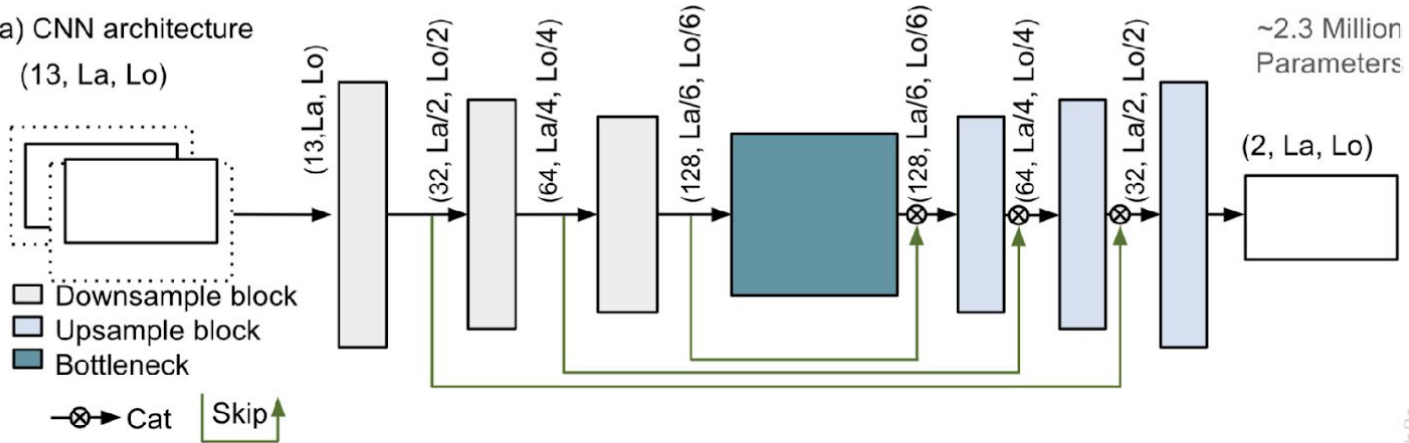 a) CNN architecture
(13, La, Lo)
(13,La, Lo)
(32, La/2, Lo/2)
(64, La/4, Lo/4)
(128, La/6, Lo/6)
(128, La/6, Lo/6)
(64, La/4, Lo/4)
(32, La/2, Lo/2)
~2.3 Million
Parameters
(2, La, Lo)
Downsample block
Upsample block
Bottleneck
Cat
Skip